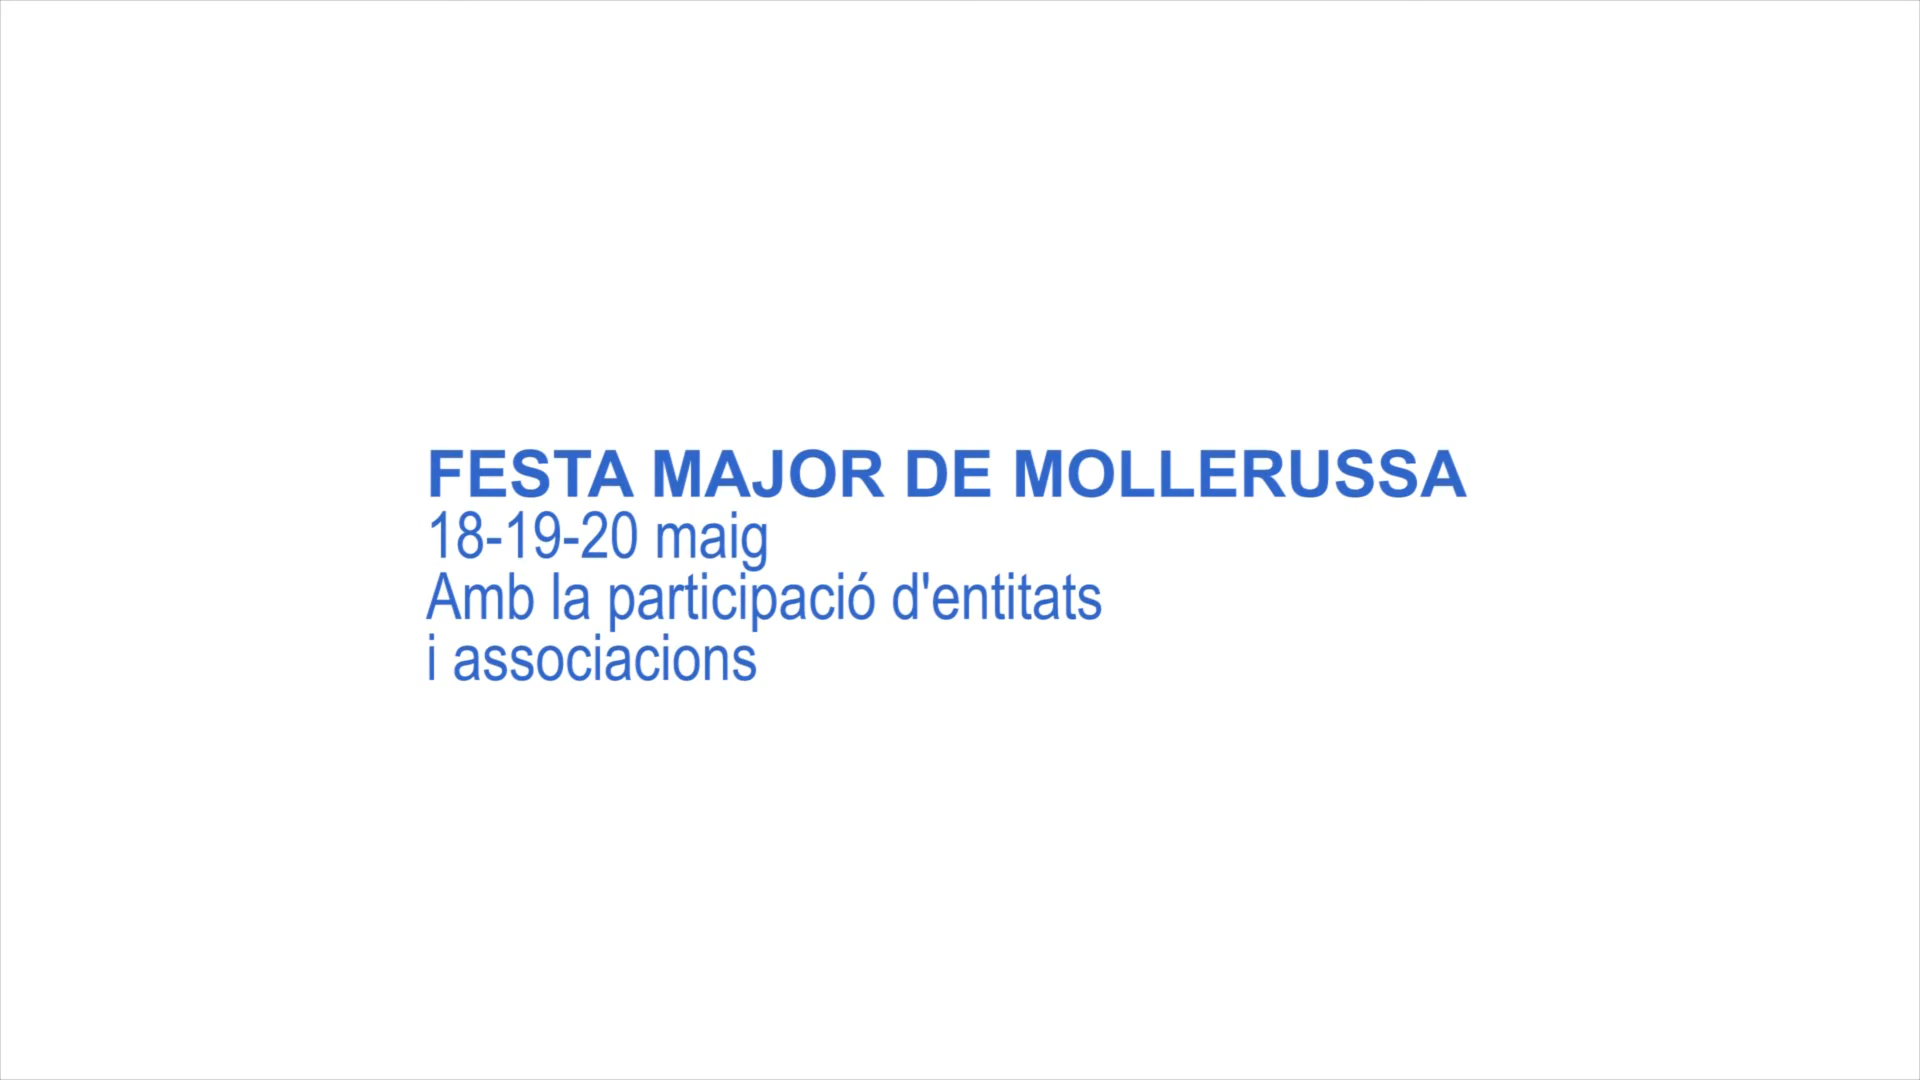 FESTA MAJOR DE MOLLERUSSA
18-19-20 maig
Amb la participació d'entitats
i associacions